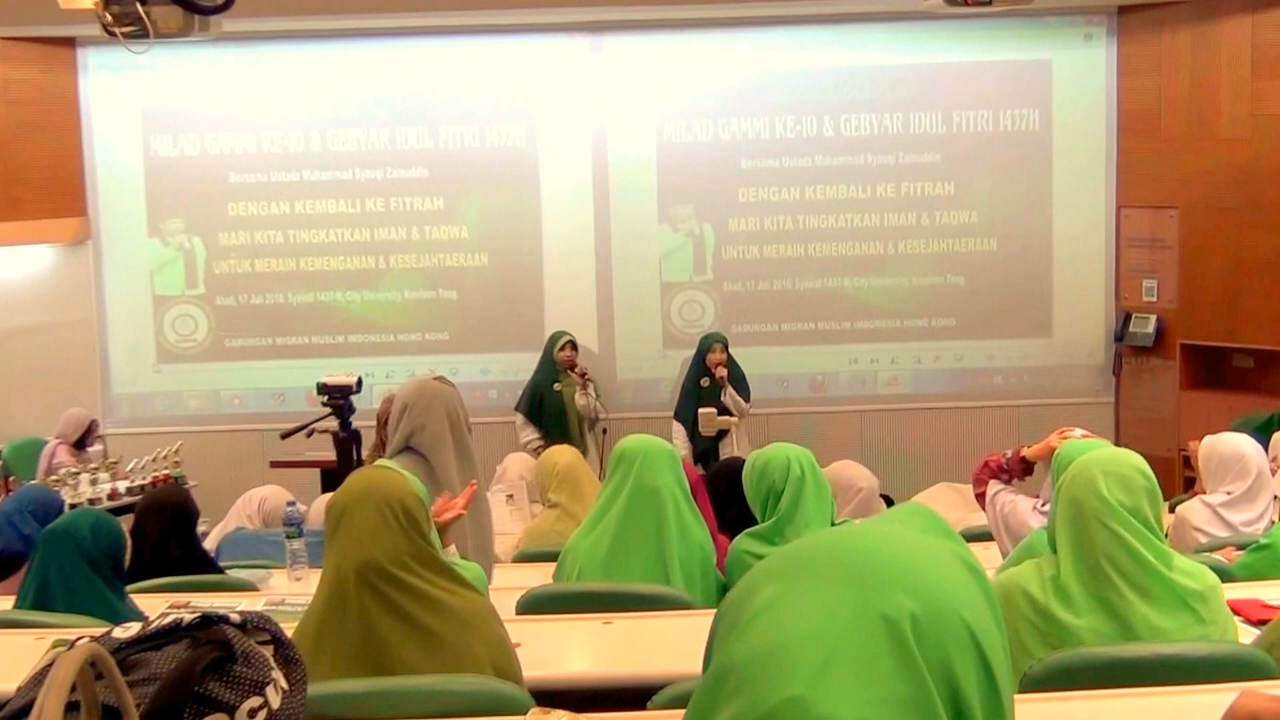 MILAD GAMMI KE-10 & GEBYAR IDUL FITRI 1437H
Bersama Ustadz Muhammad Syauqi Zainuddin
DENGAN KEMBALI KE FITRAH
MARI KITA TINGKATKAN IMAN & TAQWA
UNTUK MERAIH KEMENGANAN & KESEJAHTAERAAN
Ahad, 17 Juli 2016/ Syawal 1437 H, City University, Kowloon Tong.
GABUNGAN MIGRAN MUSLIM INDONESIA HONG KONG
MILAD GAMMI KE-10 & GEBYAR IDUL FITRI 1437H
Bersama Ustadz Muhammad Syauqi Zainuddin
DENGAN KEMBALI KE FITRAH
MARI KITA TINGKATKAN IMAN & TAQWA
UNTUK MERAIH KEMENGANAN & KESEJAHTAERAAN
Ahad, 17 Juli 2016/ Syawal 1437 H, City University, Kowloon Tong.
GABUNGAN MIGRAN MUSLIM INDONESIA HONG KONG